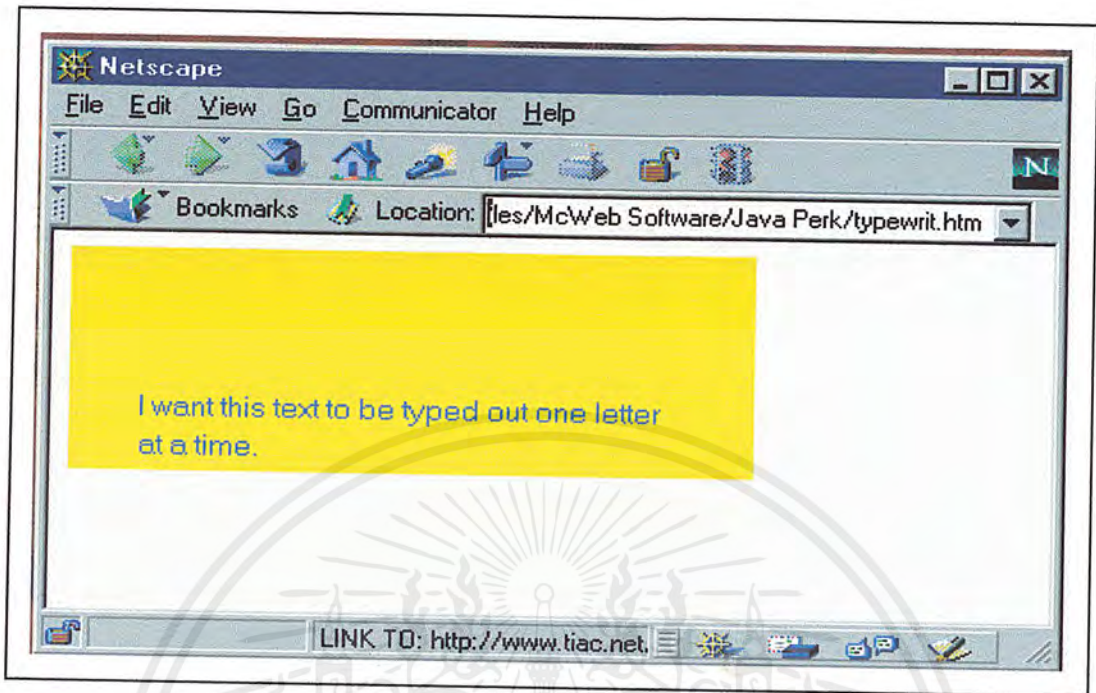 Netscape
File Edit View Go Communicator Help
N
Bookmarks Location: les/McWeb Software/Java Perk/typewrit.htm
I want this text to be typed out one letter
at a time.
LINK TO: http://www.tiac.net.